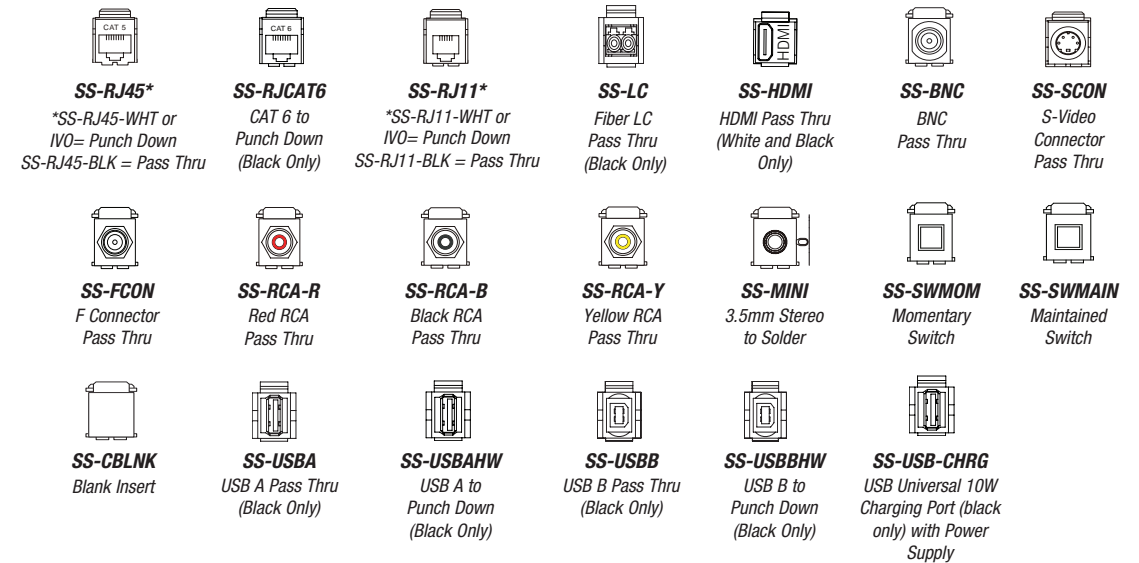 CAT 5
SS-RJ45*
*SS-RJ45-WHT or
IVO= Punch Down
SS-RJ45-BLK = Pass Thru
CAT 6
SS-RJCAT6
CAT 6 to
Punch Down
(Black Only)
SS-RJ11*
*SS-RJ11-WHT or
IVO= Punch Down
SS-RJ11-BLK = Pass Thru
SS-LC
Fiber LC
Pass Thru
(Black Only)
HDMI
SS-HDMI
HDMI Pass Thru
(White and Black
Only)
SS-BNC
BNC
Pass Thru
SS-SCON
S-Video
Connector
Pass Thru
SS-FCON
F Connector
Pass Thru
SS-RCA-R
Red RCA
Pass Thru
SS-RCA-B
Black RCA
Pass Thru
SS-RCA-Y
Yellow RCA
Pass Thru
SS-MINI
3.5mm Stereo
to Solder
SS-SWMOM
Momentary
Switch
SS-SWMAIN
Maintained
Switch
SS-CBLNK
Blank Insert
SS-USBA
USB A Pass Thru
(Black Only)
SS-USBAHW
USB A to
Punch Down
(Black Only)
SS-USBB
USB B Pass Thru
(Black Only)
SS-USBBHW
USB B to
Punch Down
(Black Only)
SS-USB-CHRG
USB Universal 10W
Charging Port (black
only) with Power
Supply